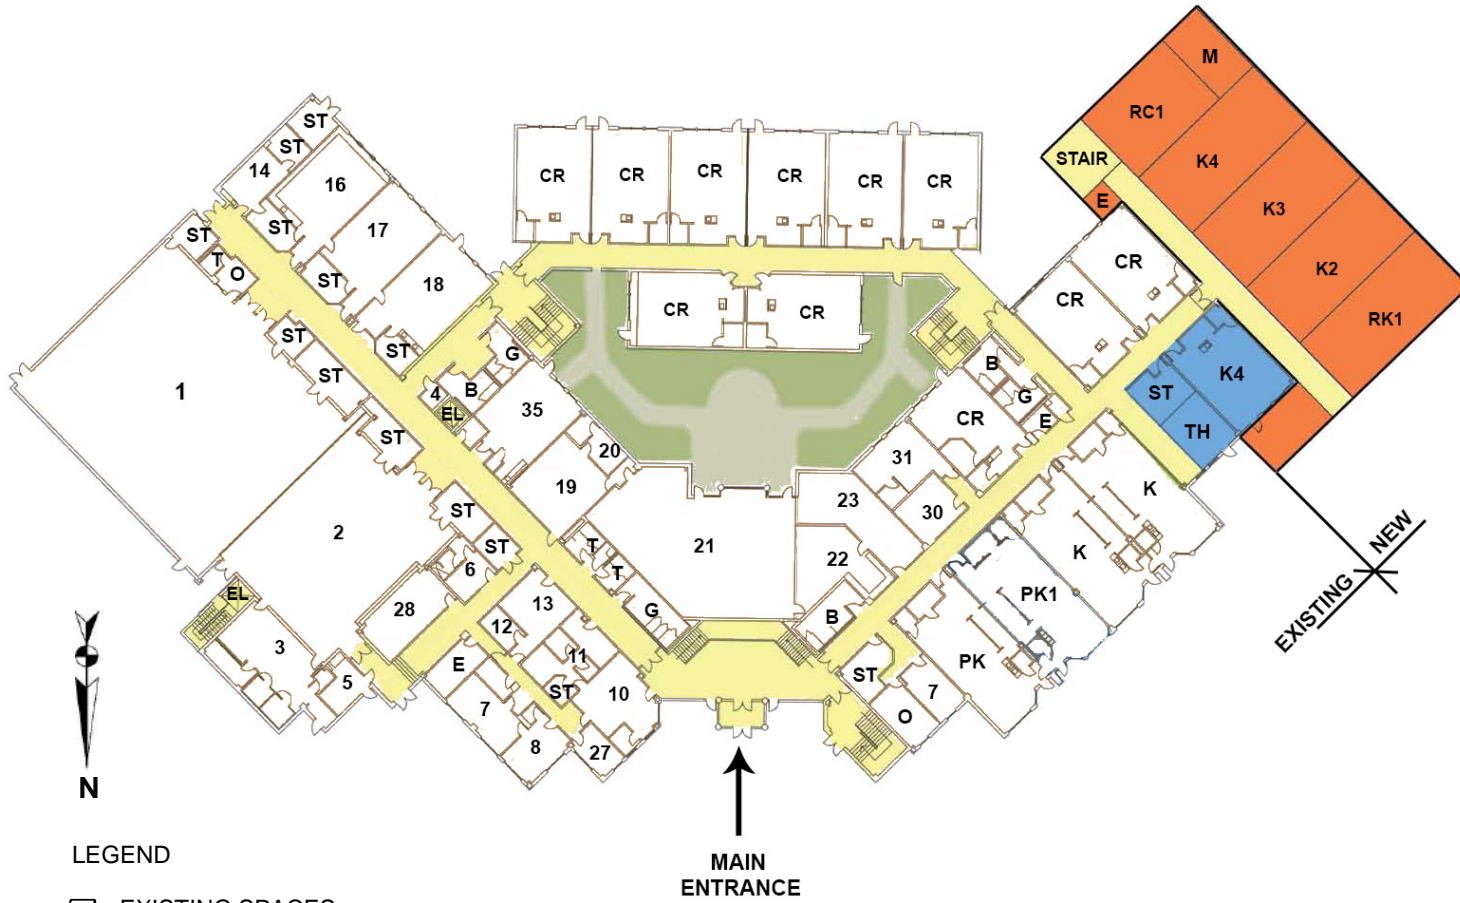 M
RC1
ST
ST
14
16
STAIR
K4
CR
CR
CR
CR
CR
CR
E
K3
ST
17
ST
T
O
ST
18
CR
K2
CR
CR
CR
RK1
ST
ST
ST
G
4
B
EL
35
B
G
E
CR
ST
K4
TH
1
ST
20
19
31
23
30
K
2
ST
ST
6
T
T
21
22
K
NEW
EXISTING
EL
28
13
12
G
B
PK1
3
5
E
11
ST
10
ST
7
PK
7
8
27
O
N
MAIN
ENTRANCE
LEGEND
EXISTING SPACES